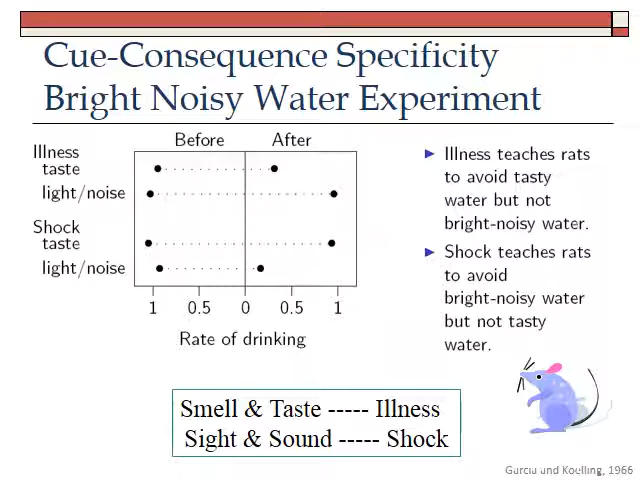 Cue-Consequence Specificity
Bright Noisy Water Experiment
Before After
Illness
taste
light/noise
Shock
taste
light/noise
1 0.5 0 0.5 1
Rate of drinking
Illness teaches rats
to avoid tasty
water but not
bright-noisy water.
Shock teaches rats
to avoid
bright-noisy water
but not tasty
water.
Smell & Taste ----- Illness
Sight & Sound ----- Shock
Garcia und Koelling, 1966